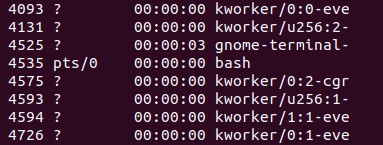 4093 ?        00:00:00 kworker/0:0-eve
4131 ?        00:00:00 kworker/u256:2-
4525 ?        00:00:03 gnome-terminal-
4535 pts/0    00:00:00 bash
4575 ?        00:00:00 kworker/0:2-cgr
4593 ?        00:00:00 kworker/u256:1-
4594 ?        00:00:00 kworker/1:1-eve
4726 ?        00:00:00 kworker/0:1-eve